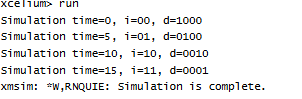 xcelium> run
Simulation time=0, i=00, d=1000
Simulation time=5, i=01, d=0100
Simulation time=10, i=10, d=0010
Simulation time=15, i=11, d=0001
xmsim: *W,RNQUIE: Simulation is complete.